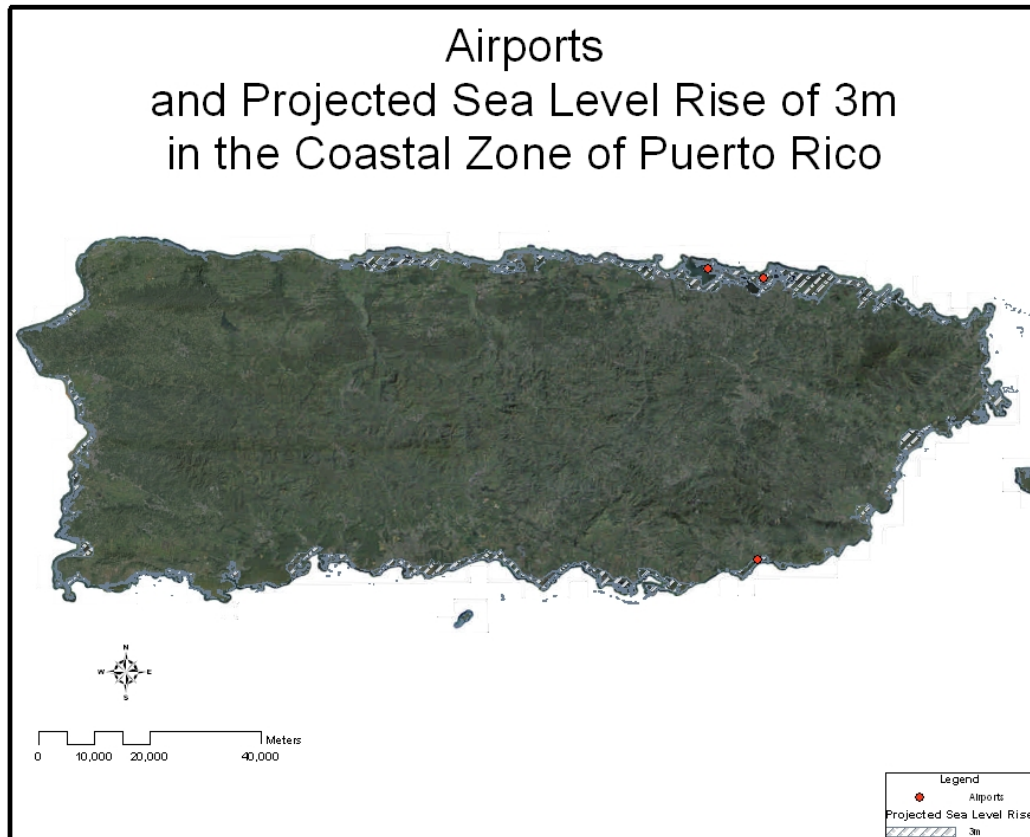 Airports
and Projected Sea Level Rise of 3m
in the Coastal Zone of Puerto Rico
N
W E
S
Meters
0 10,000 20,000 40,000
Legend
Airports
Projected Sea Level Rise
3m